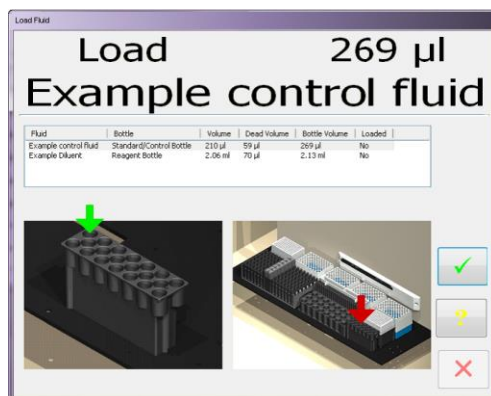 Load Fluid
Load 269 µl
Example control fluid
Fluid Bottle Volume Dead Volume Bottle Volume Loaded
Example control fluid Standard/Control Bottle 210 µl 59 µl 269 µl No
Example Diluent Reagent Bottle 2.06 ml 70 µl 2.13 ml No
?